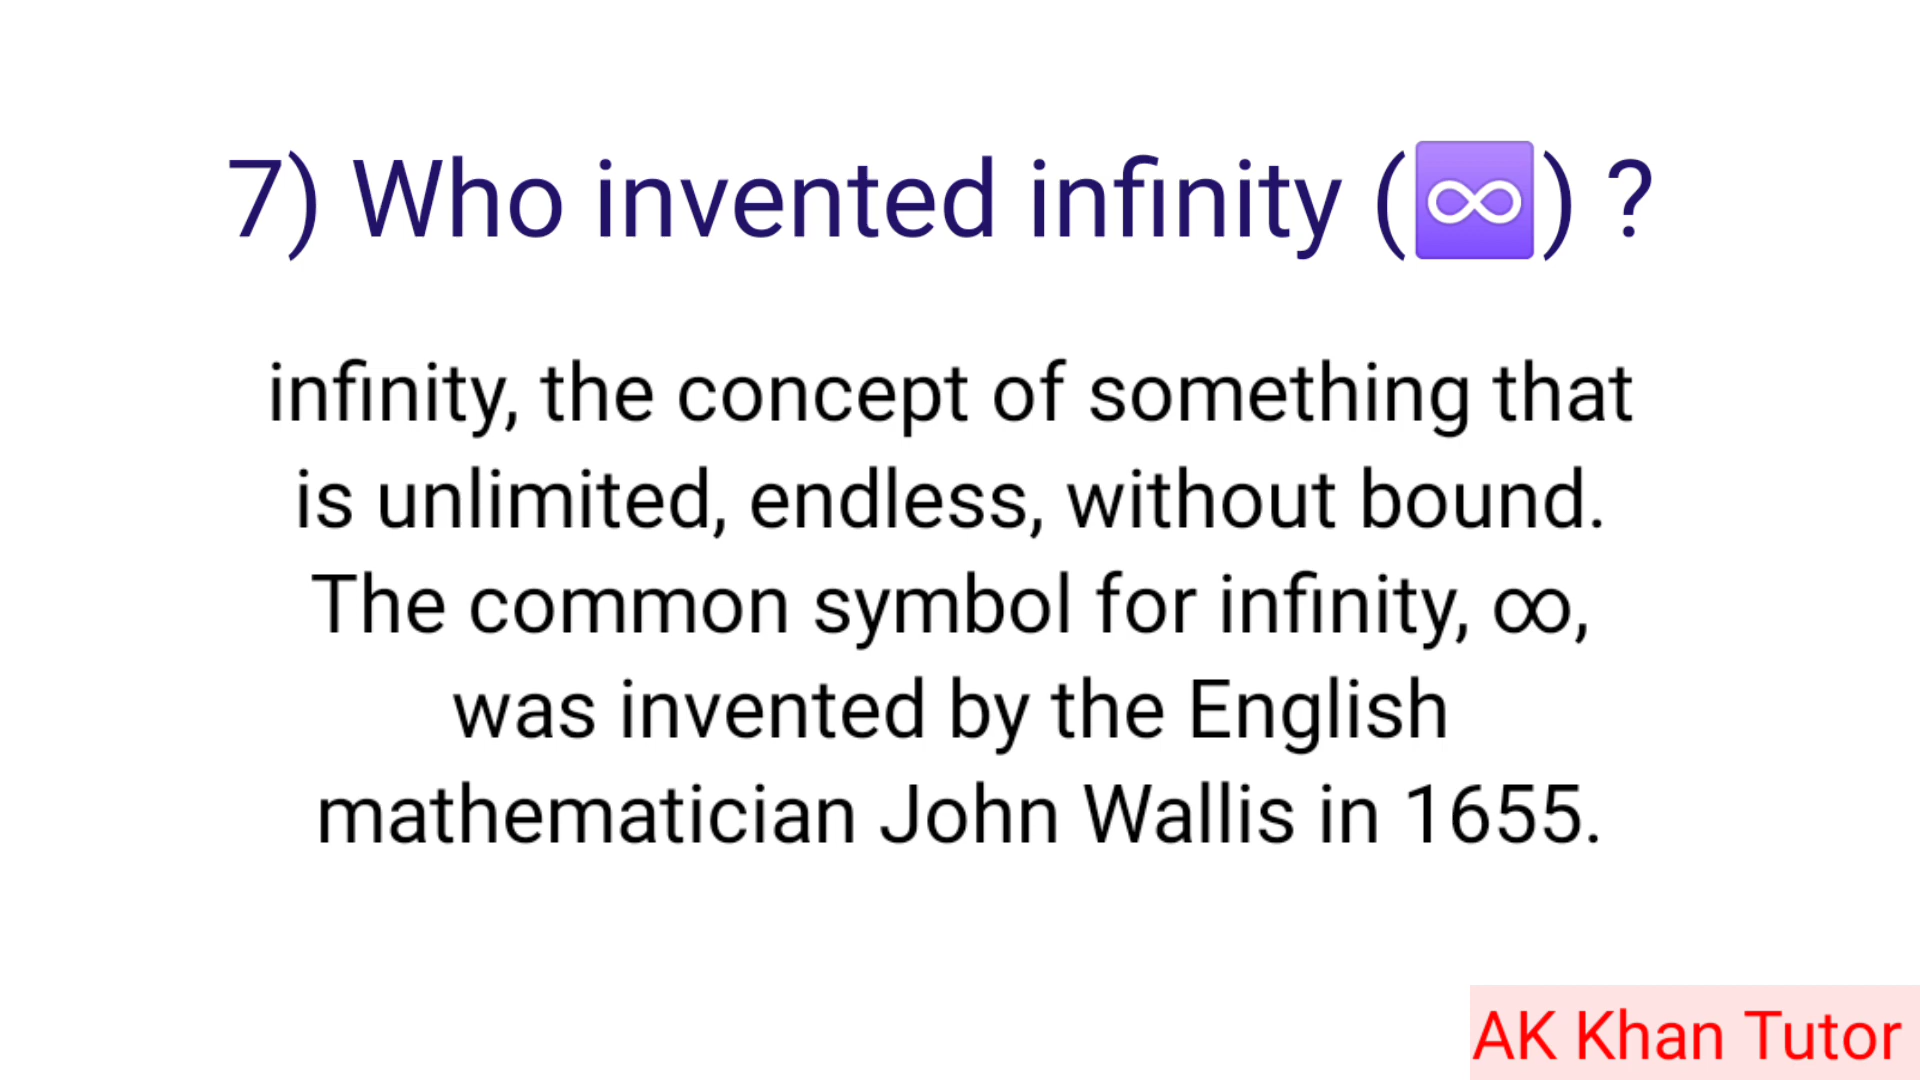 7) Who invented infinity (♾️) ?
infinity, the concept of something that
is unlimited, endless, without bound.
The common symbol for infinity, ∞,
was invented by the English
mathematician John Wallis in 1655.
AK Khan Tutor